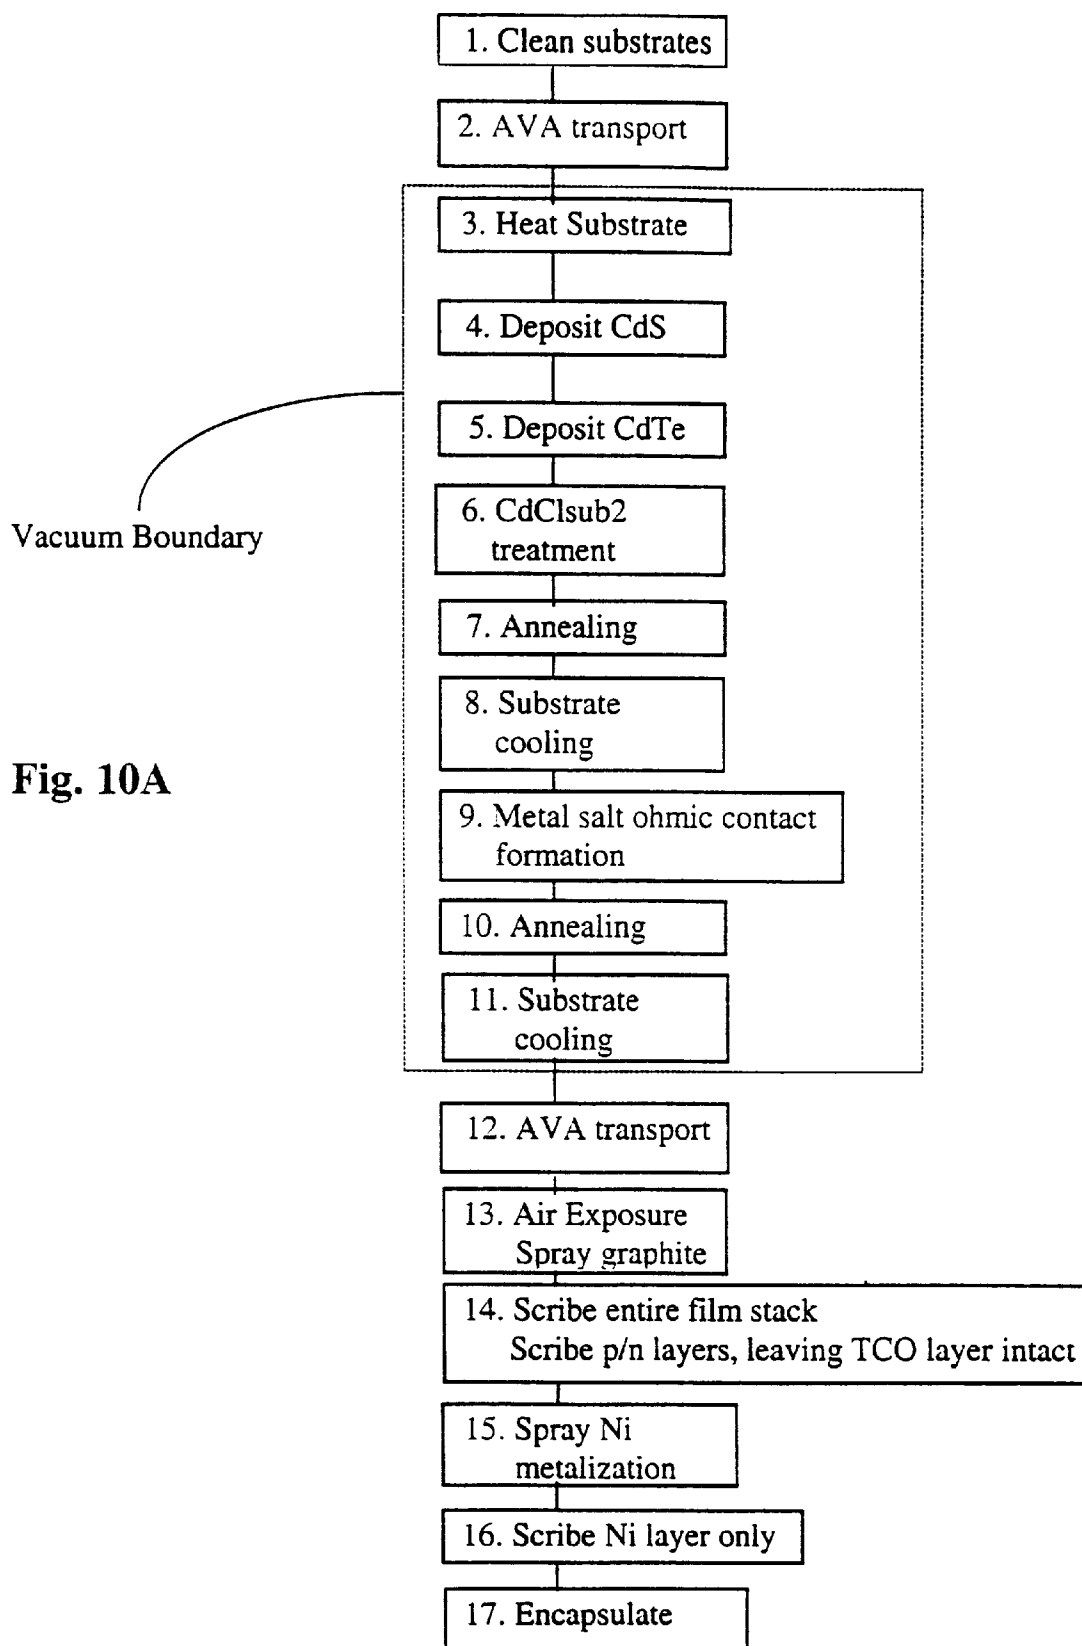 1. Clean substrates
2. AVA transport
3. Heat Substrate
4. Deposit CdS
5. Deposit CdTe
6. CdClsub2
treatment
Vacuum Boundary
7. Annealing
8. Substrate
cooling
Fig. 10A
9. Metal salt ohmic contact
formation
10. Annealing
11. Substrate
cooling
12. AVA transport
13. Air Exposure
Spray graphite
14. Scribe entire film stack
Scribe p/n layers, leaving TCO layer intact
15. Spray Ni
metalization
16. Scribe Ni layer only
17. Encapsulate